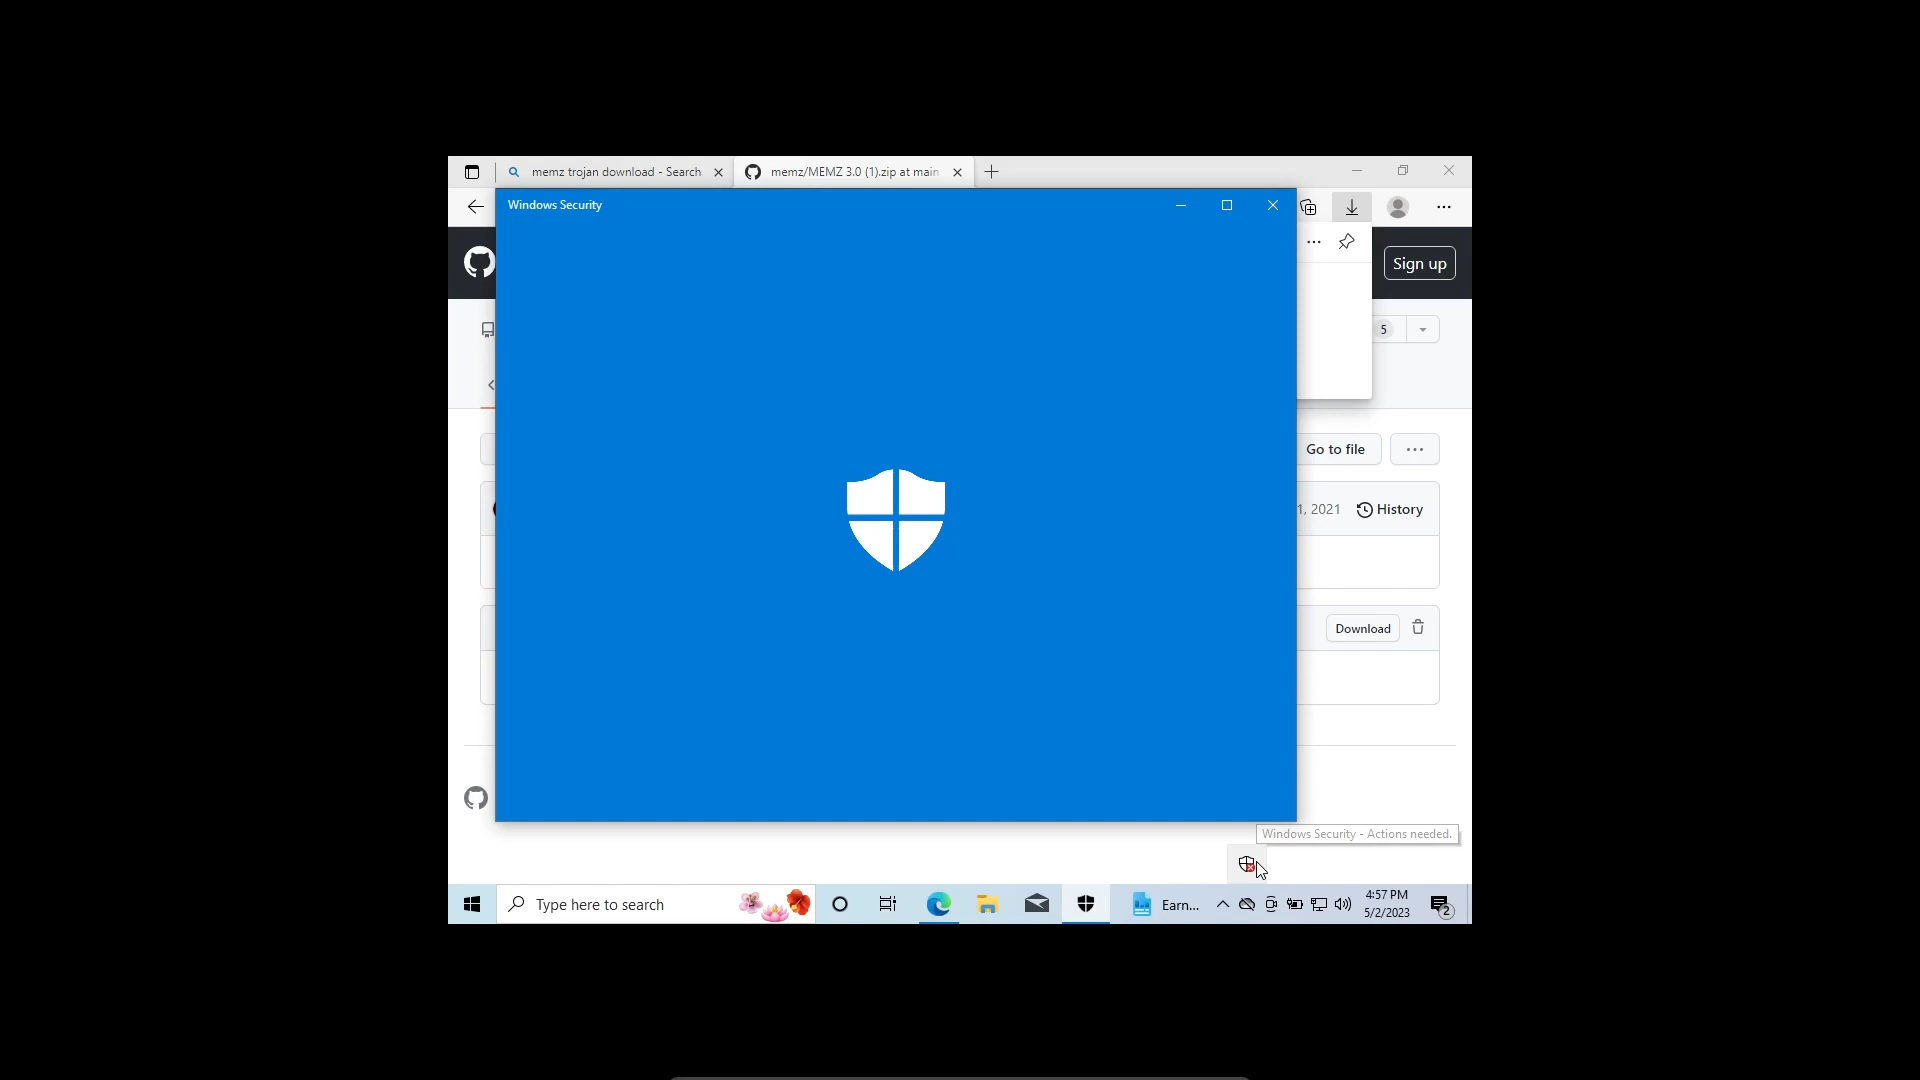 memz trojan download - Search
memz/MEMZ 3.0 (1).zip at main
Windows Security
Sign up
5
Go to file
1, 2021
History
Download
Windows Security - Actions needed.
Type here to search
Earn...
4:57 PM
5/2/2023
2